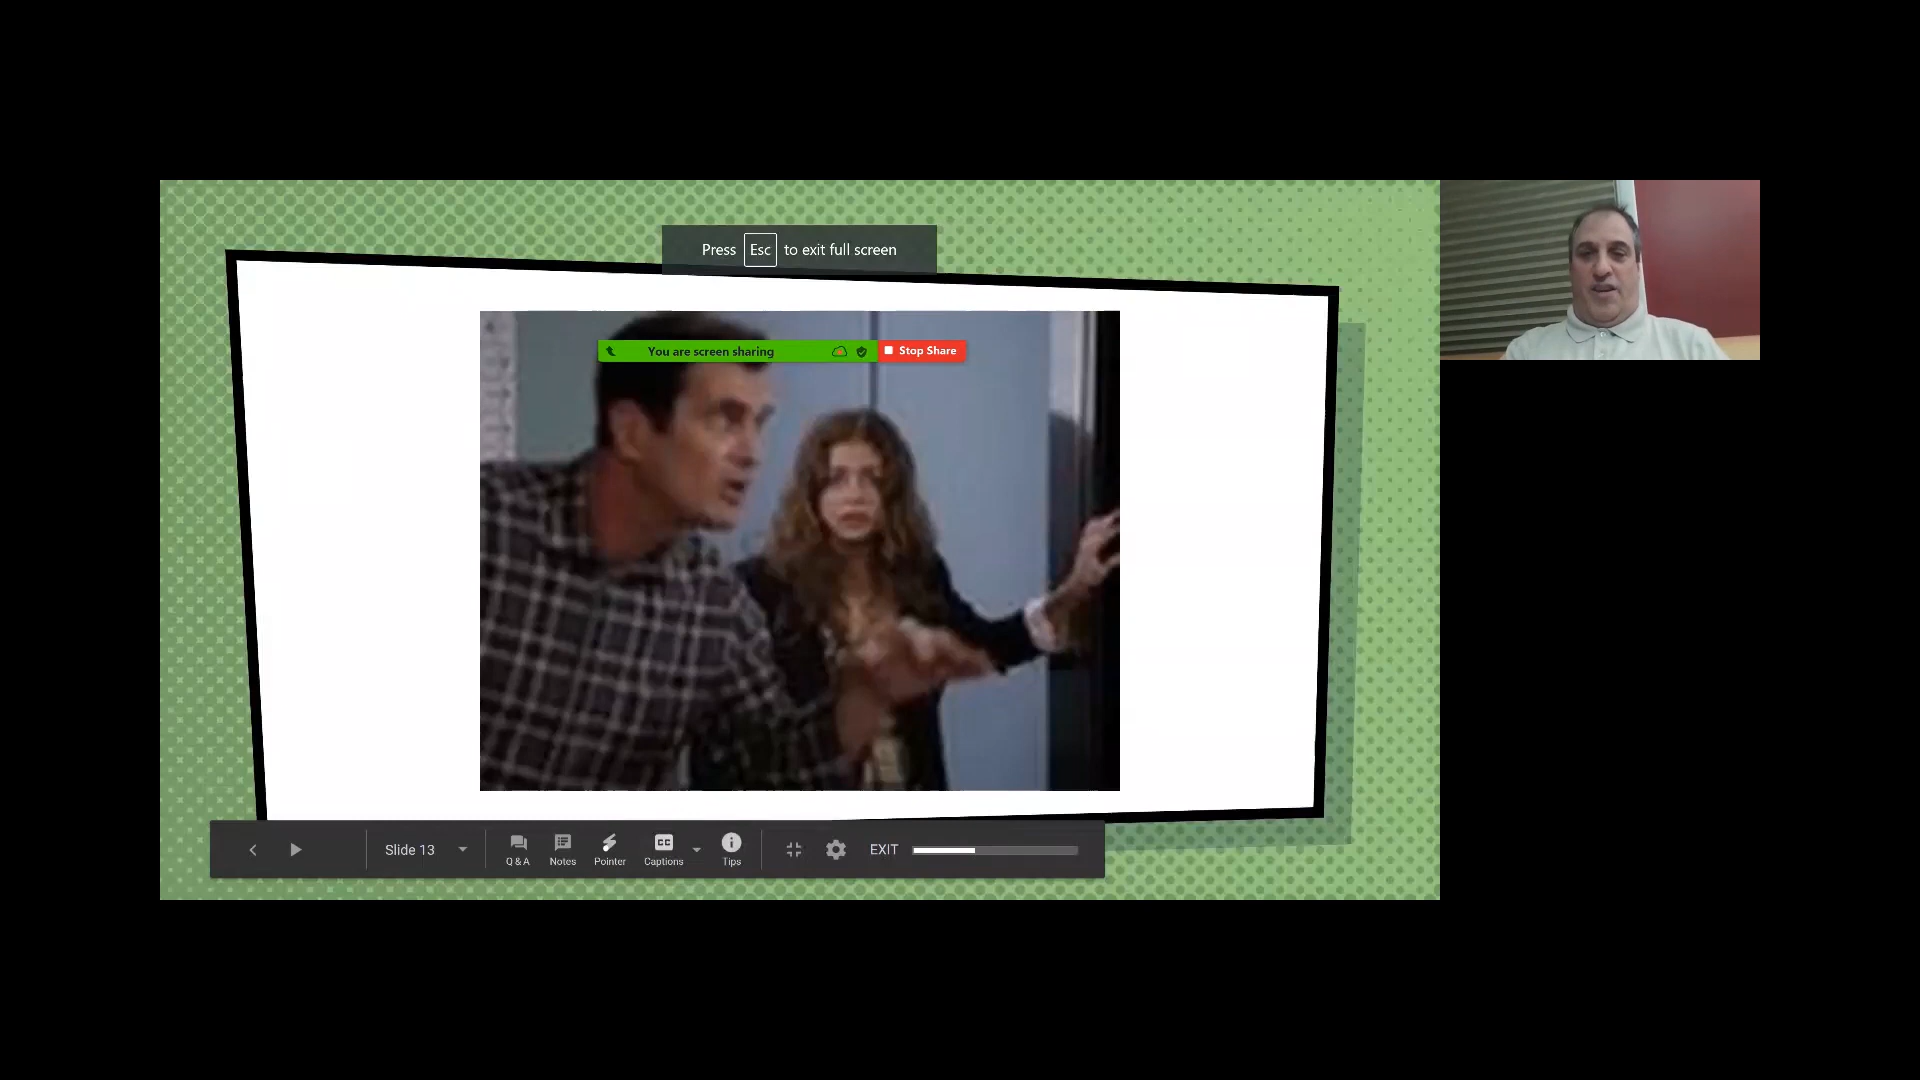 Press Esc to exit full screen
You are screen sharing Stop Share
Slide 13 Q & A Notes Pointer CC Captions Tips EXIT